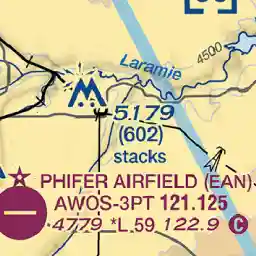 Laramie
4500
5179
(602)
stacks
PHIFER AIRFIELD (EAN)
AWOS-3PT 121.125
4779 *L 59 122.9 C